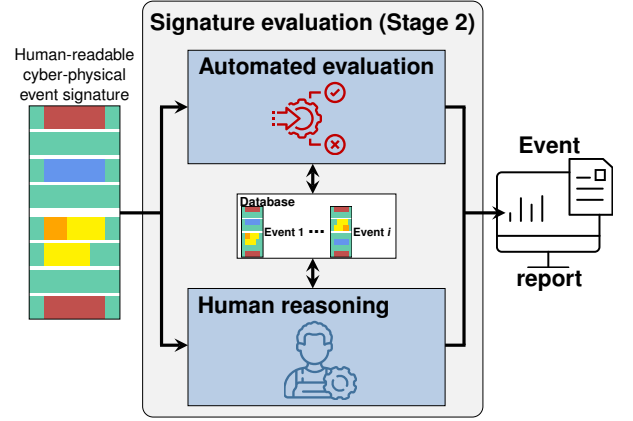 Signature evaluation (Stage 2)
Human-readable
cyber-physical
event signature
Automated evaluation
Database
Event 1 ••• Event i
Human reasoning
Event
report